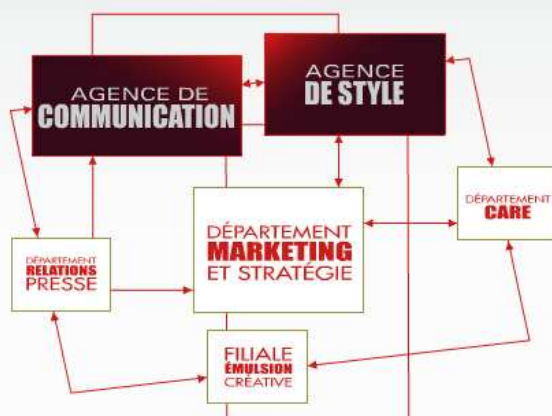 AGENCE DE
COMMUNICATION
AGENCE
DE STYLE
DÉPARTEMENT
CARE
DÉPARTEMENT
MARKETING
ET STRATÉGIE
DÉPARTEMENT
RELATIONS
PRESSE
FILIALE
ÉMULSION
CRÉATIVE